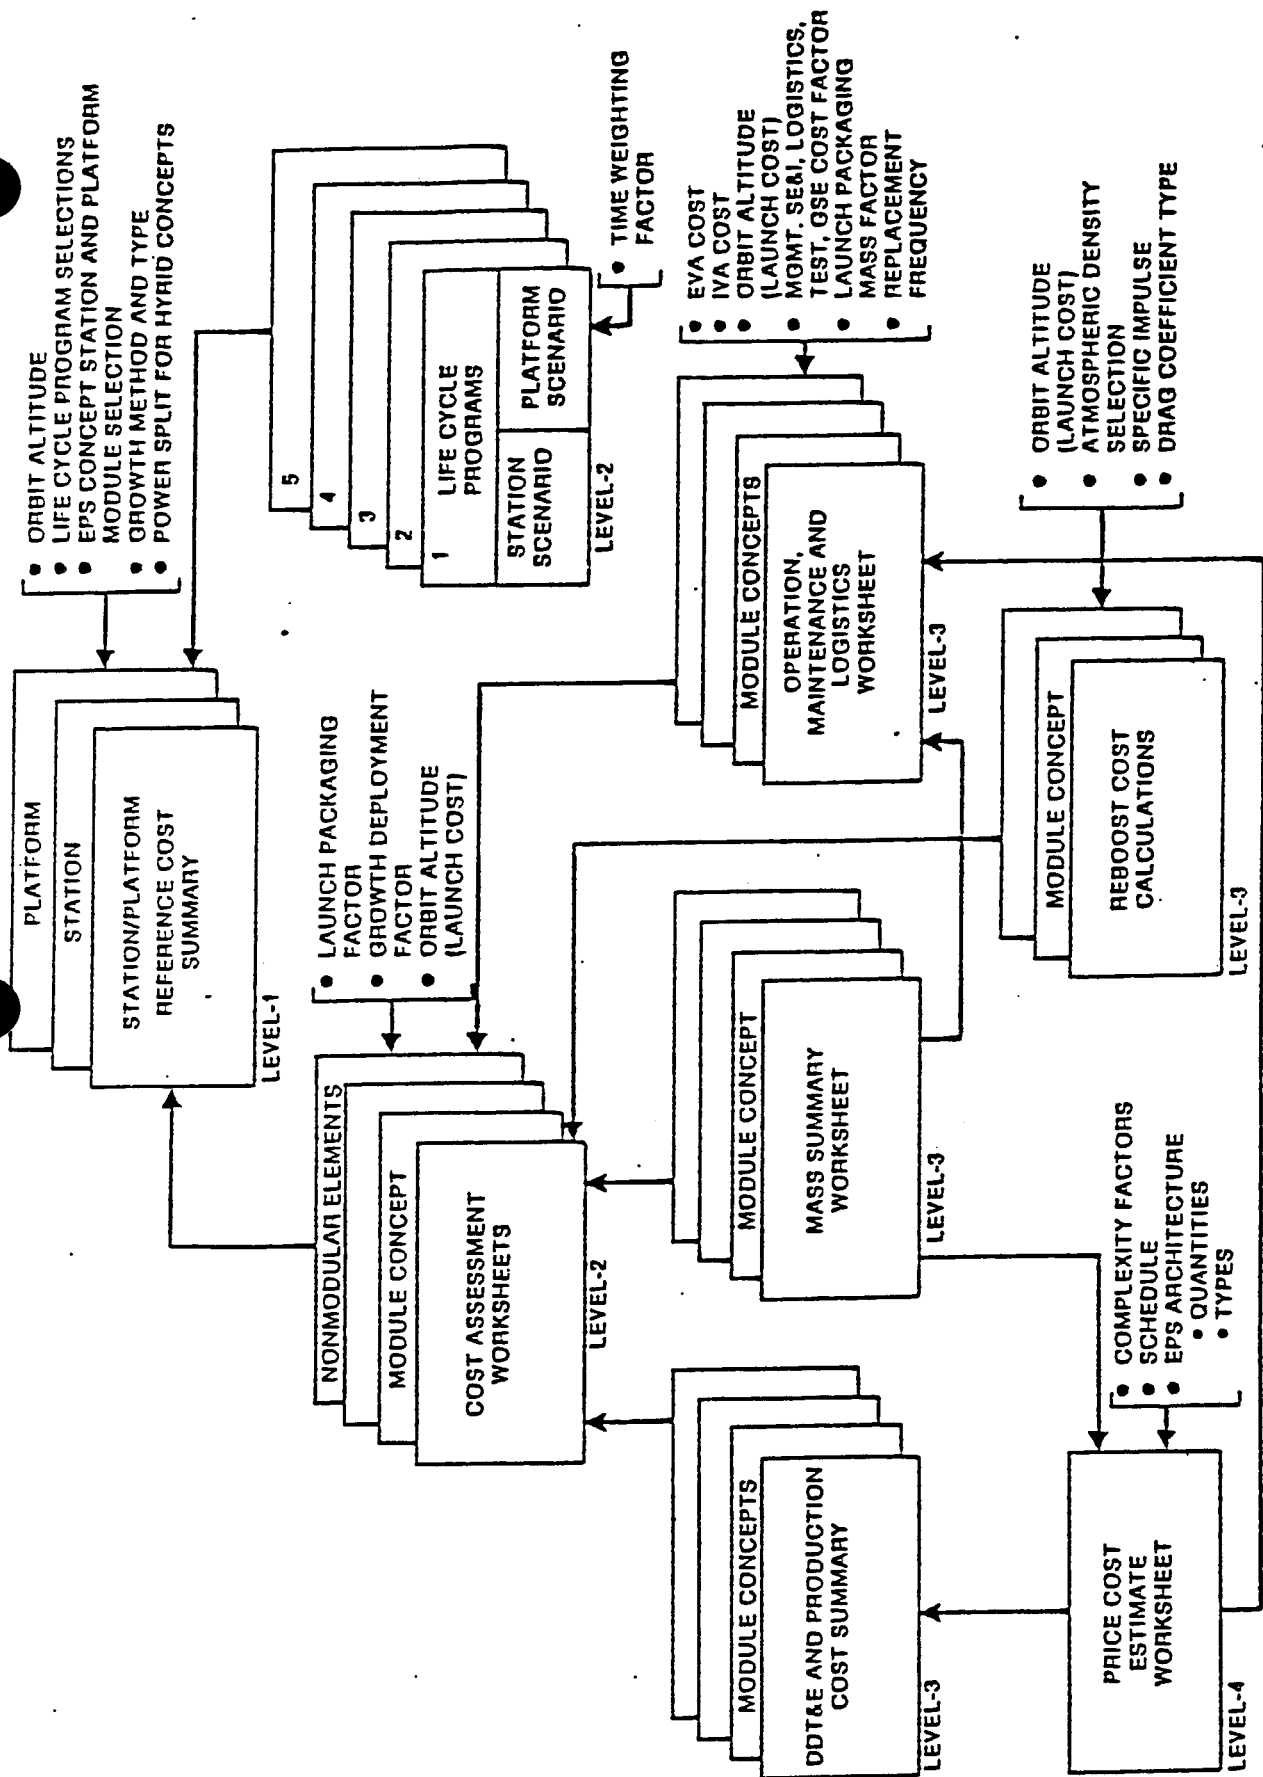 PLATFORM
STATION
STATION/PLATFORM
REFERENCE COST
SUMMARY
LEVEL-1
• ORBIT ALTITUDE
• LIFE CYCLE PROGRAM SELECTIONS
• EPS CONCEPT STATION AND PLATFORM
MODULE SELECTION
• GROWTH METHOD AND TYPE
• POWER SPLIT FOR HYRID CONCEPTS
5
4
3
2
1
LIFE CYCLE
PROGRAMS
STATION
SCENARIO
PLATFORM
SCENARIO
LEVEL-2
• TIME WEIGHTING
FACTOR
• LAUNCH PACKAGING
FACTOR
• GROWTH DEPLOYMENT
FACTOR
• ORBIT ALTITUDE
(LAUNCH COST)
NONMODULAR ELEMENTS
MODULE CONCEPT
COST ASSESSMENT
WORKSHEETS
LEVEL-2
MODULE CONCEPTS
DDT&E AND PRODUCTION
COST SUMMARY
LEVEL-3
MODULE CONCEPT
MASS SUMMARY
WORKSHEET
LEVEL-3
MODULE CONCEPTS
OPERATION,
MAINTENANCE AND
LOGISTICS
WORKSHEET
LEVEL-3
• EVA COST
• IVA COST
• ORBIT ALTITUDE
(LAUNCH COST)
• MGMT. SE&I, LOGISTICS,
TEST, GSE COST FACTOR
• LAUNCH PACKAGING
MASS FACTOR
• REPLACEMENT
FREQUENCY
PRICE COST
ESTIMATE
WORKSHEET
LEVEL-4
• COMPLEXITY FACTORS
• SCHEDULE
• EPS ARCHITECTURE
• QUANTITIES
• TYPES
MODULE CONCEPT
REBOOST COST
CALCULATIONS
LEVEL-3
• ORBIT ALTITUDE
(LAUNCH COST)
• ATMOSPHERIC DENSITY
SELECTION
• SPECIFIC IMPULSE
• DRAG COEFFICIENT TYPE